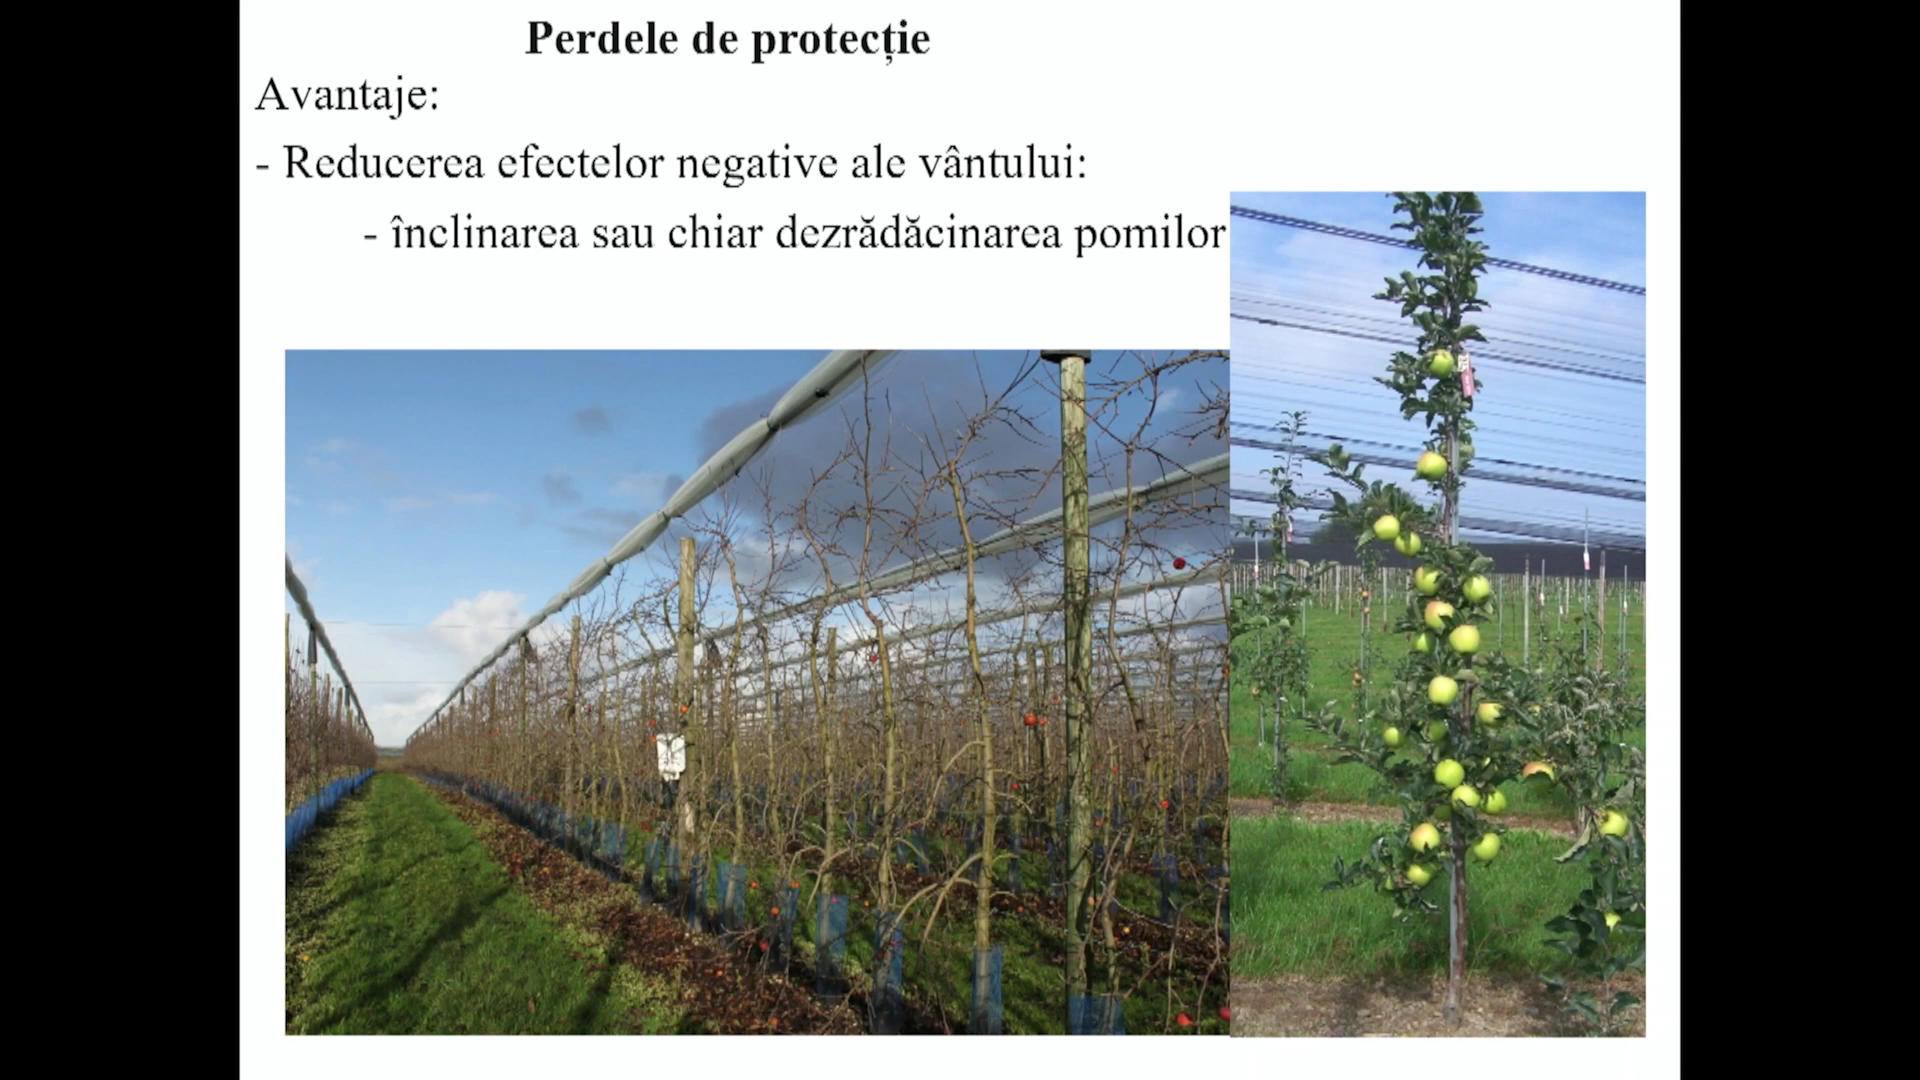 Perdele de protecție
Avantaje:
- Reducerea efectelor negative ale vântului:
- înclinarea sau chiar dezrădăcinarea pomilor